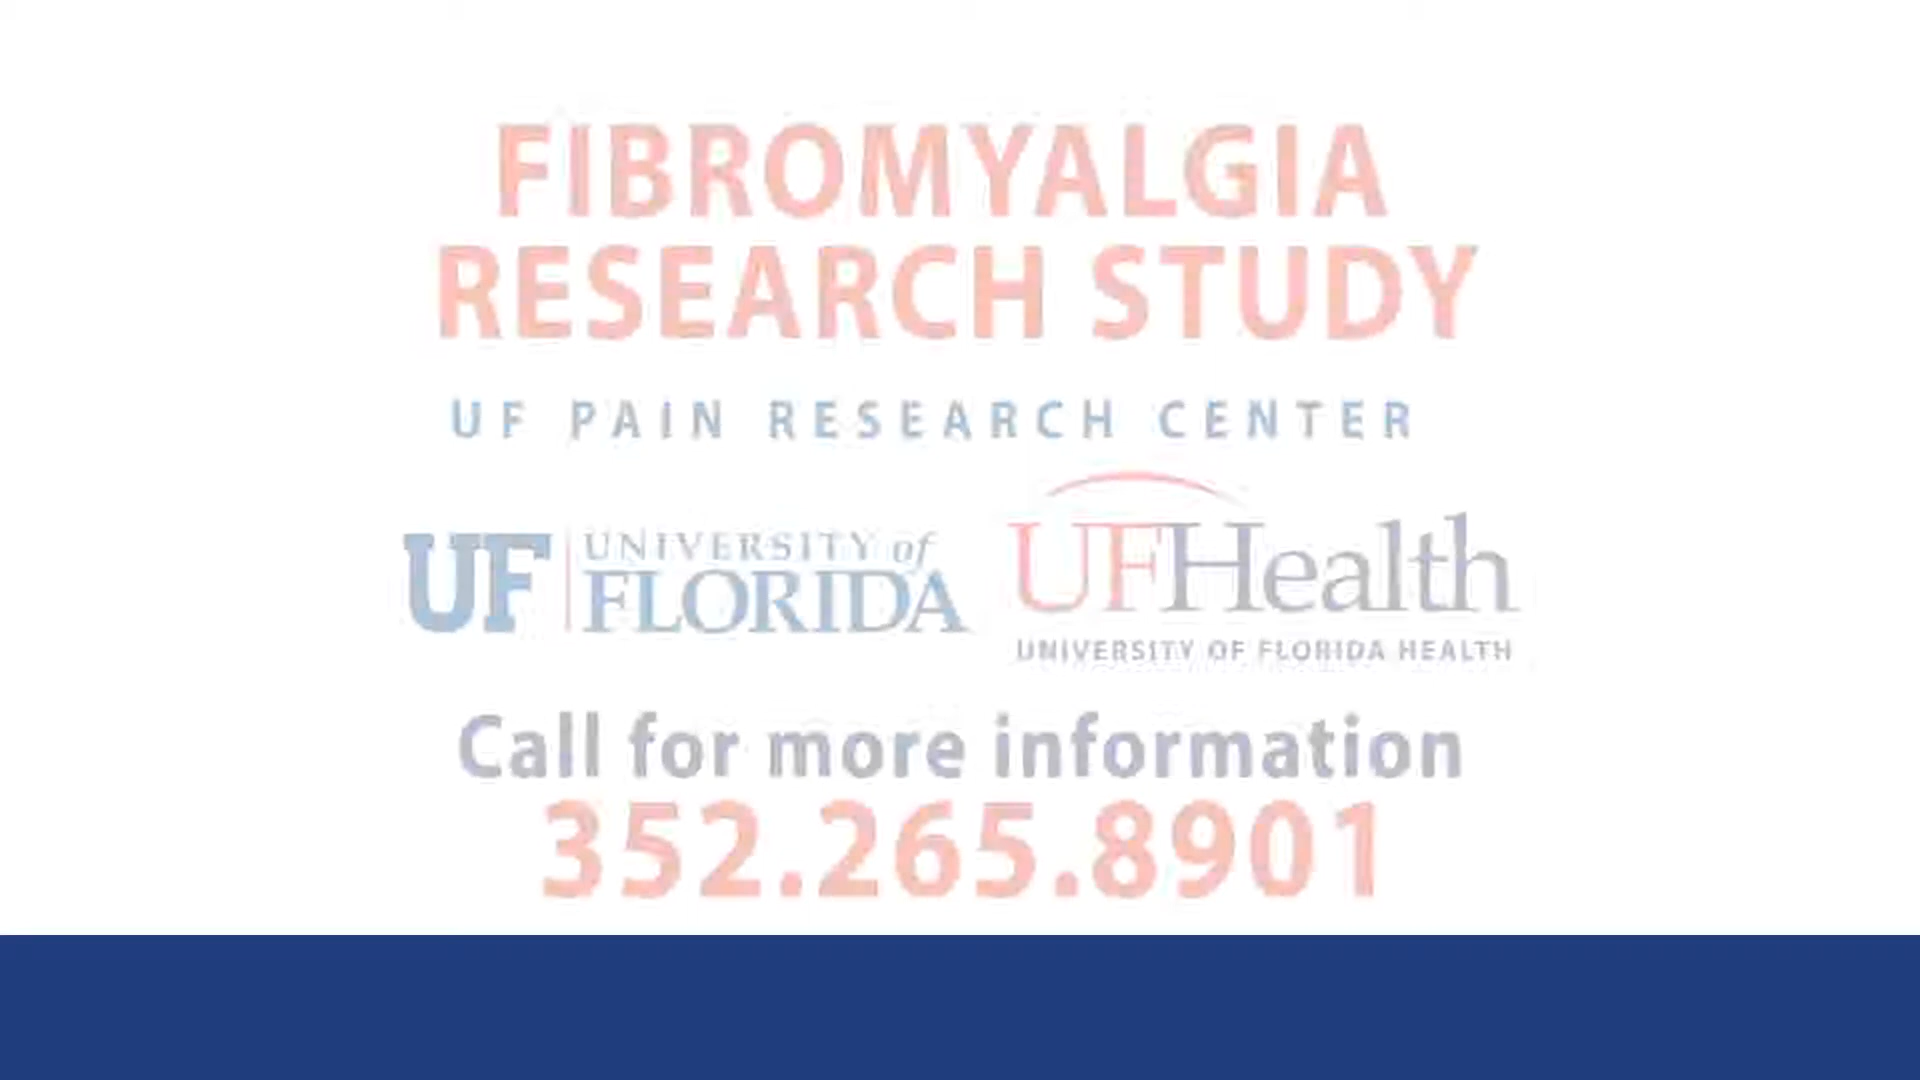 FIBROMYALGIA
RESEARCH STUDY
UF PAIN RESEARCH CENTER
UF UNIVERSITY of
FLORIDA
UFHealth
UNIVERSITY OF FLORIDA HEALTH
Call for more information
352.265.8901